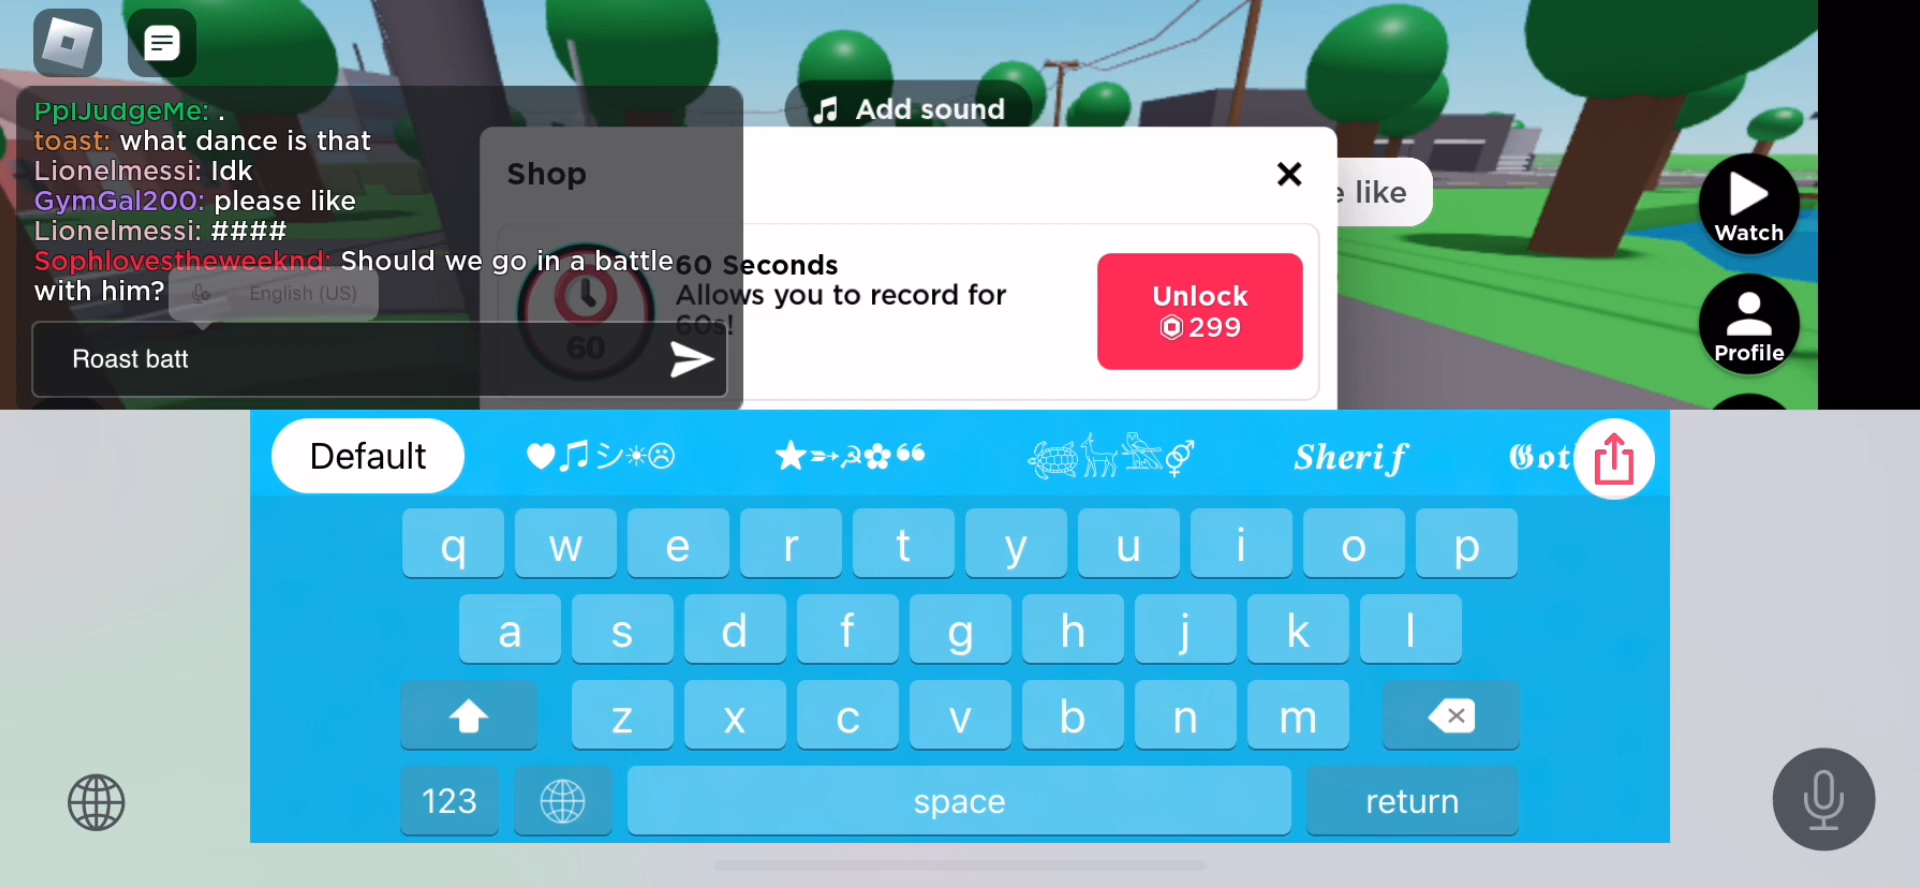 PplJudgeMe: .
toast: what dance is that
Lionelmessi: Idk
GymGal200: please like
Lionelmessi: ####
Sophlovestheweeknd: Should we go in a battle
with him?
English (US)
Roast batt
Add sound
Shop
like
60
60 Seconds
Allows you to record for
60s!
Unlock
299
Watch
Profile
Default
♥♫シ☀☹
★➵☭✿❝
Sherif
Got
q w e r t y u i o p
a s d f g h j k l
z x c v b n m
123
space
return